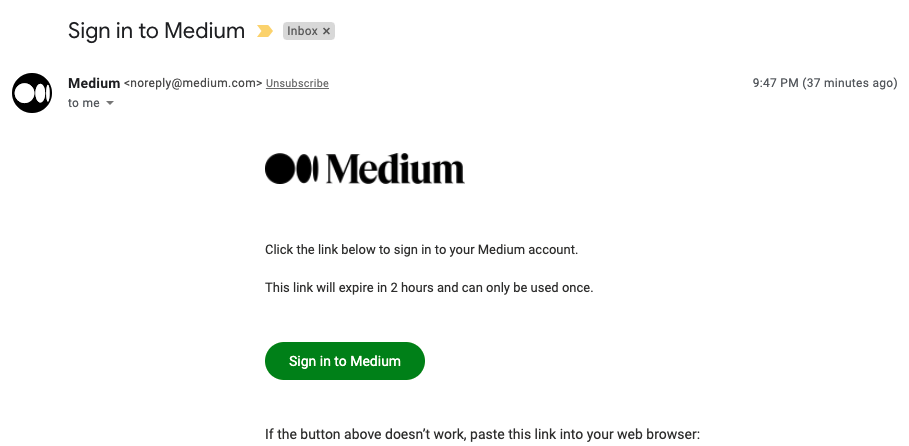 Sign in to Medium Inbox ×
Medium <noreply@medium.com> Unsubscribe 9:47 PM (37 minutes ago)
to me
Medium
Click the link below to sign in to your Medium account.
This link will expire in 2 hours and can only be used once.
Sign in to Medium
If the button above doesn’t work, paste this link into your web browser: